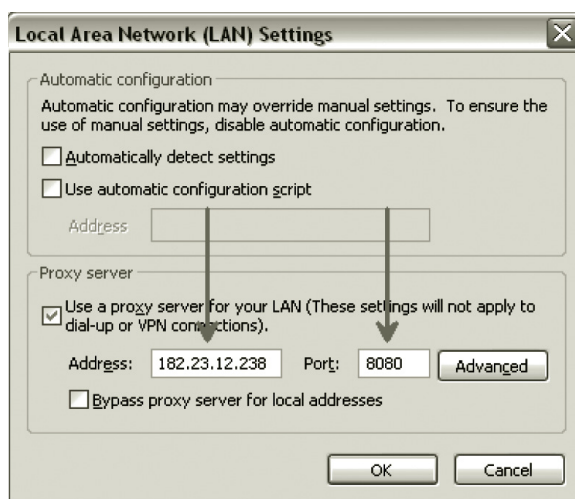 Local Area Network (LAN) Settings
Automatic configuration
Automatic configuration may override manual settings. To ensure the
use of manual settings, disable automatic configuration.
Automatically detect settings
Use automatic configuration script
Address
Proxy server
Use a proxy server for your LAN (These settings will not apply to
dial-up or VPN connections).
Address: 182.23.12.238 Port: 8080 Advanced
Bypass proxy server for local addresses
OK Cancel